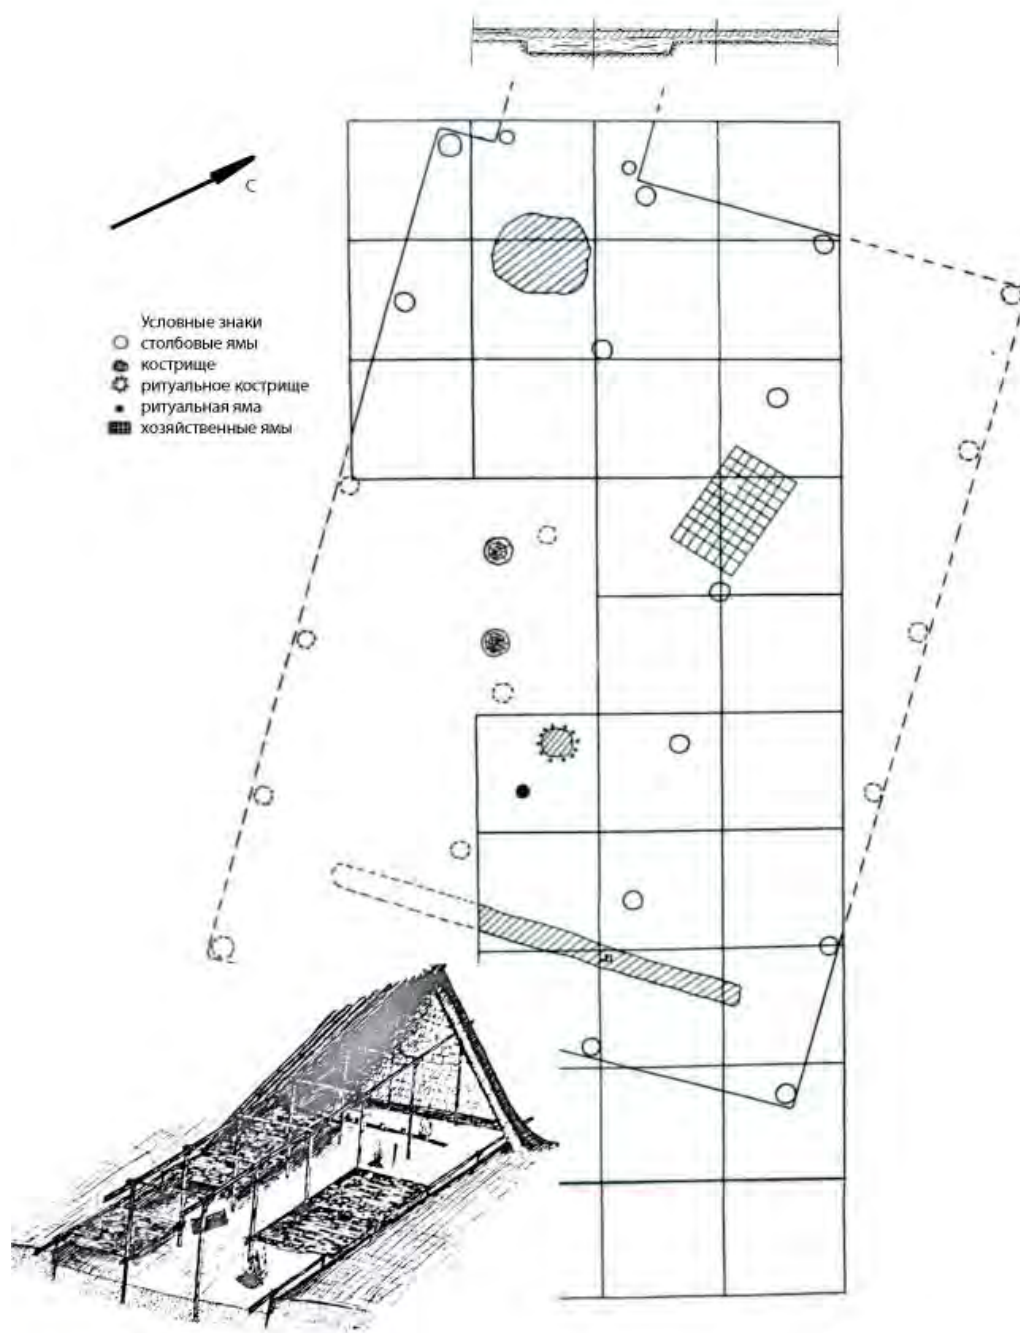 С
Условные знаки
столбовые ямы
кострище
ритуальное кострище
ритуальная яма
хозяйственные ямы